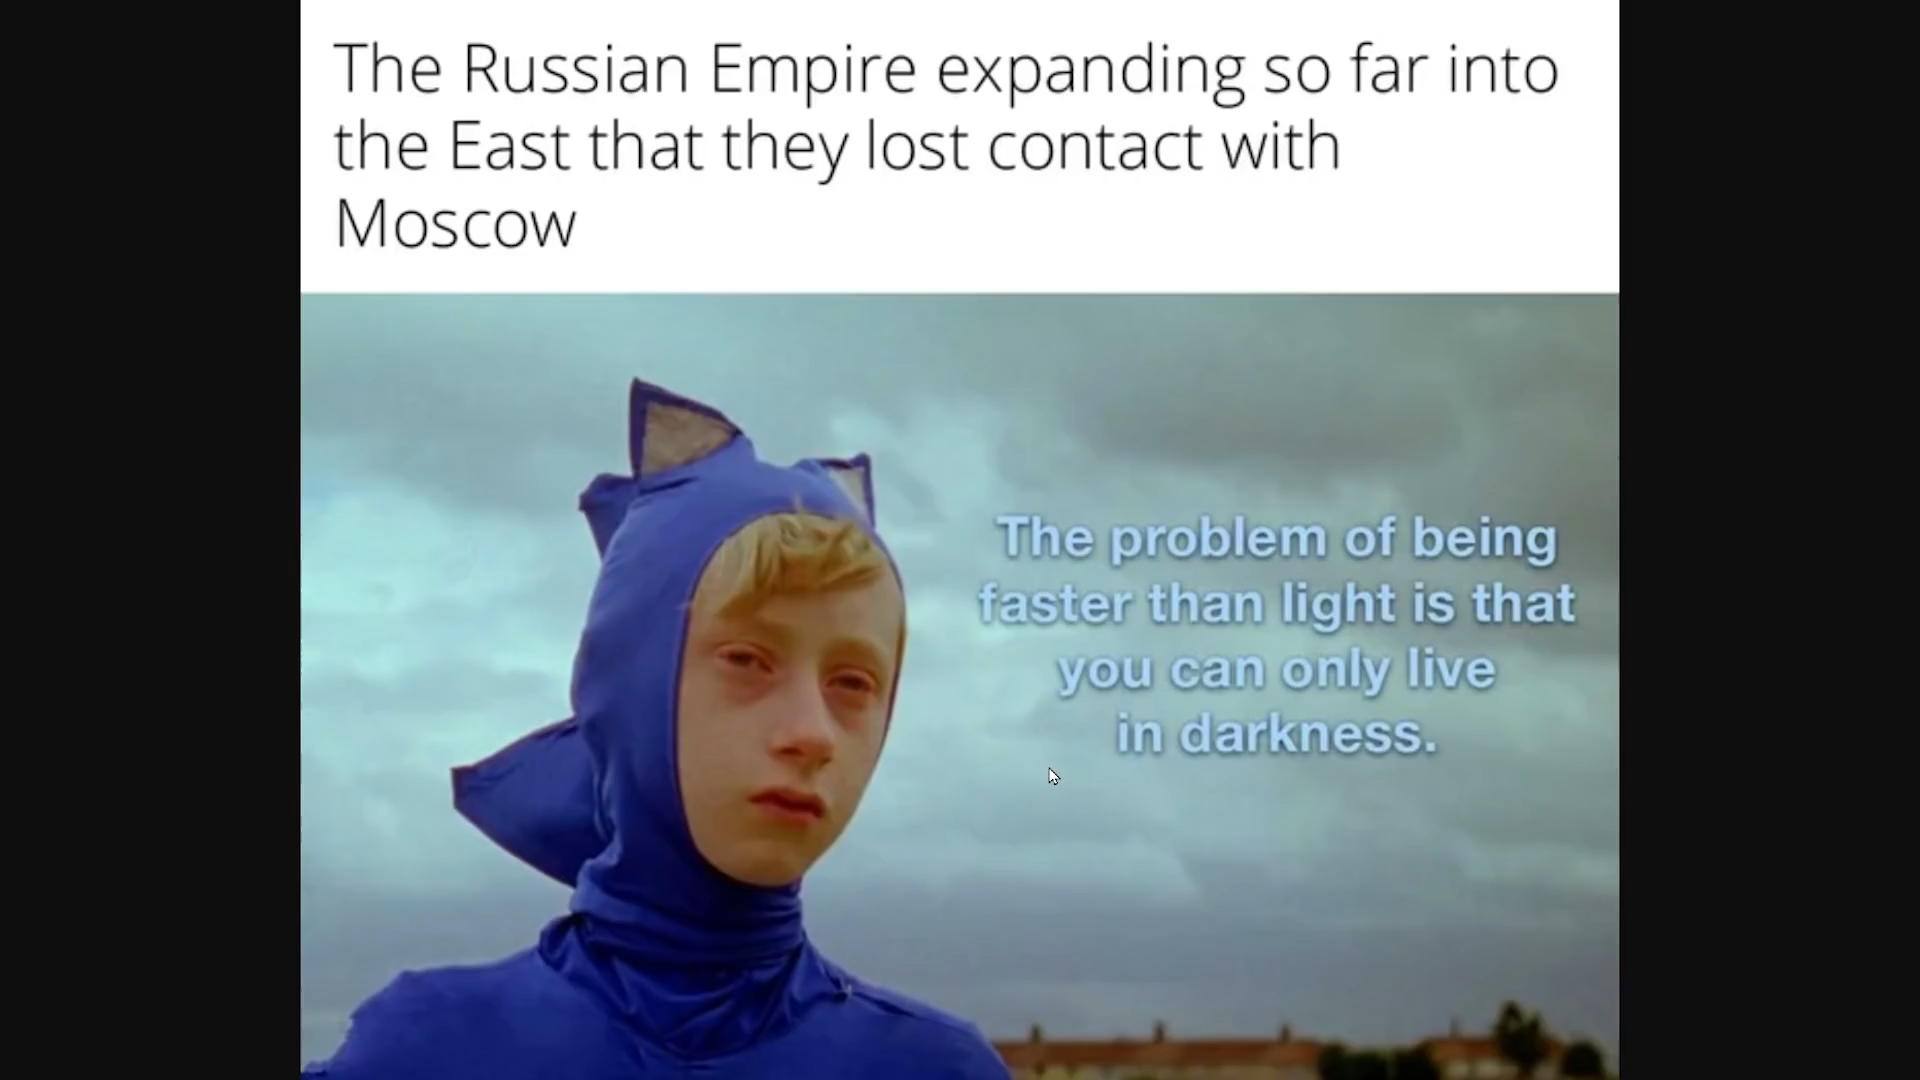 The Russian Empire expanding so far into
the East that they lost contact with
Moscow
The problem of being
faster than light is that
you can only live
in darkness.